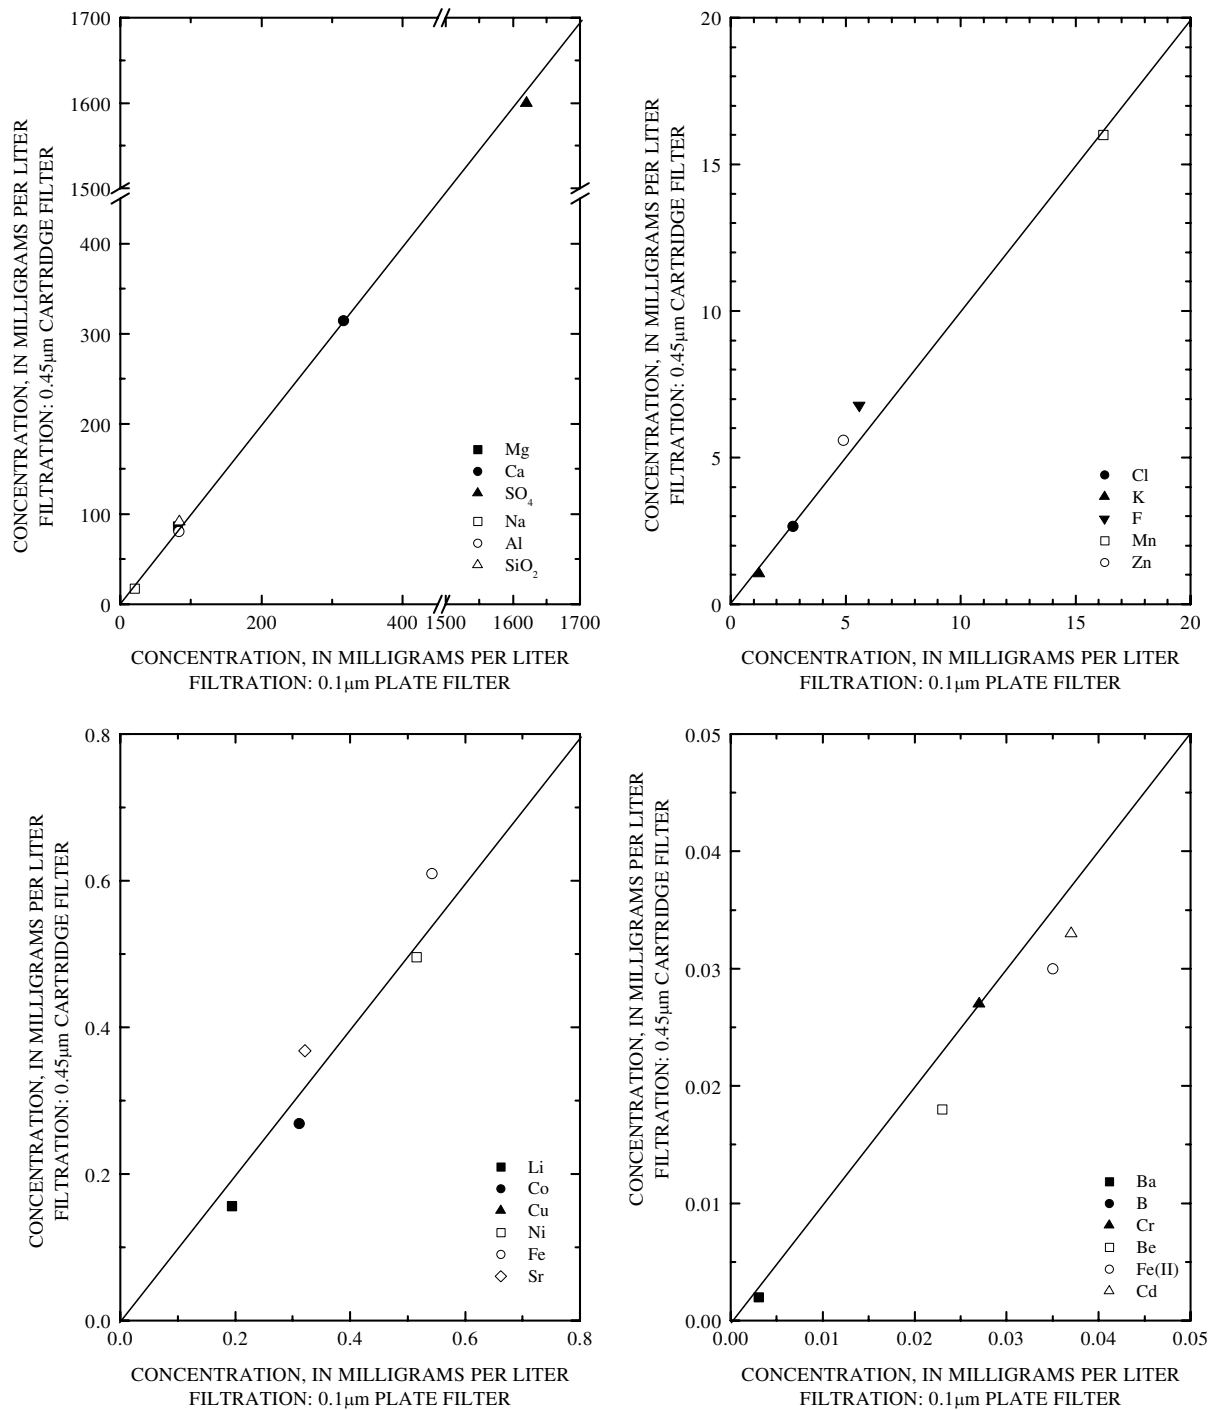 CONCENTRATION, IN MILLIGRAMS PER LITER
FILTRATION: 0.45µm CARTRIDGE FILTER
1700
1600
1500
400
300
200
100
0
Mg
Ca
SO4
Na
Al
SiO2
0 200 400 1500 1600 1700
CONCENTRATION, IN MILLIGRAMS PER LITER
FILTRATION: 0.1µm PLATE FILTER
CONCENTRATION, IN MILLIGRAMS PER LITER
FILTRATION: 0.45µm CARTRIDGE FILTER
20
15
10
5
0
Cl
K
F
Mn
Zn
0 5 10 15 20
CONCENTRATION, IN MILLIGRAMS PER LITER
FILTRATION: 0.1µm PLATE FILTER
CONCENTRATION, IN MILLIGRAMS PER LITER
FILTRATION: 0.45µm CARTRIDGE FILTER
0.8
0.6
0.4
0.2
0.0
Li
Co
Cu
Ni
Fe
Sr
0.0 0.2 0.4 0.6 0.8
CONCENTRATION, IN MILLIGRAMS PER LITER
FILTRATION: 0.1µm PLATE FILTER
CONCENTRATION, IN MILLIGRAMS PER LITER
FILTRATION: 0.45µm CARTRIDGE FILTER
0.05
0.04
0.03
0.02
0.01
0.00
Ba
B
Cr
Be
Fe(II)
Cd
0.00 0.01 0.02 0.03 0.04 0.05
CONCENTRATION, IN MILLIGRAMS PER LITER
FILTRATION: 0.1µm PLATE FILTER